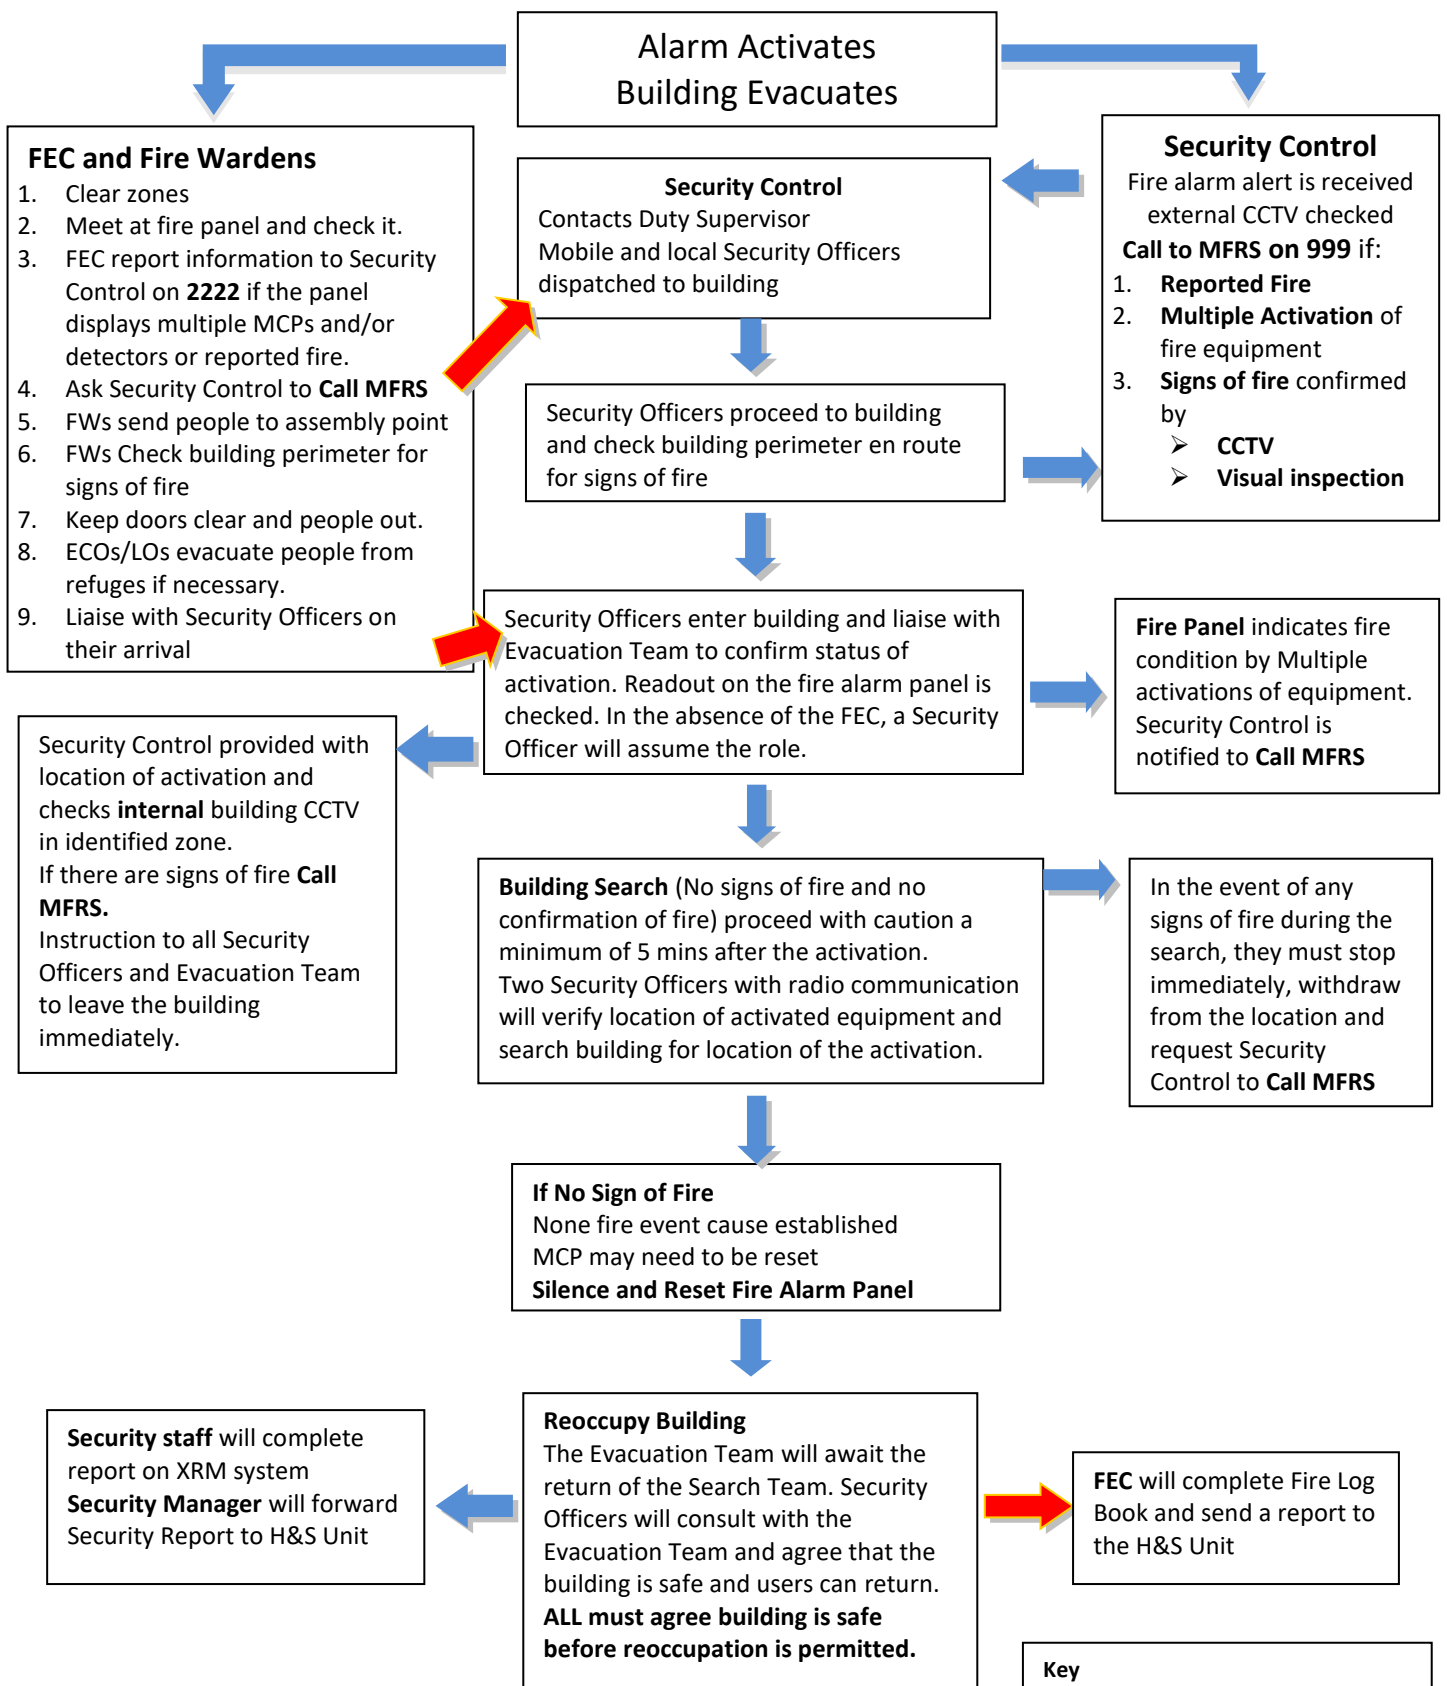 Alarm Activates
Building Evacuates
FEC and Fire Wardens
1. Clear zones
2. Meet at fire panel and check it.
3. FEC report information to Security
Control on 2222 if the panel
displays multiple MCPs and/or
detectors or reported fire.
4. Ask Security Control to Call MFRS
5. FWs send people to assembly point
6. FWs Check building perimeter for
signs of fire
7. Keep doors clear and people out.
8. ECOs/LOs evacuate people from
refuges if necessary.
9. Liaise with Security Officers on
their arrival
Security Control
Contacts Duty Supervisor
Mobile and local Security Officers
dispatched to building
Security Control
Fire alarm alert is received
external CCTV checked
Call to MFRS on 999 if:
1. Reported Fire
2. Multiple Activation of
fire equipment
3. Signs of fire confirmed
by
➢ CCTV
➢ Visual inspection
Security Officers proceed to building
and check building perimeter en route
for signs of fire
Security Officers enter building and liaise with
Evacuation Team to confirm status of
activation. Readout on the fire alarm panel is
checked. In the absence of the FEC, a Security
Officer will assume the role.
Fire Panel indicates fire
condition by Multiple
activations of equipment.
Security Control is
notified to Call MFRS
Security Control provided with
location of activation and
checks internal building CCTV
in identified zone.
If there are signs of fire Call
MFRS.
Instruction to all Security
Officers and Evacuation Team
to leave the building
immediately.
Building Search (No signs of fire and no
confirmation of fire) proceed with caution a
minimum of 5 mins after the activation.
Two Security Officers with radio communication
will verify location of activated equipment and
search building for location of the activation.
In the event of any
signs of fire during the
search, they must stop
immediately, withdraw
from the location and
request Security
Control to Call MFRS
If No Sign of Fire
None fire event cause established
MCP may need to be reset
Silence and Reset Fire Alarm Panel
Reoccupy Building
The Evacuation Team will await the
return of the Search Team. Security
Officers will consult with the
Evacuation Team and agree that the
building is safe and users can return.
ALL must agree building is safe
before reoccupation is permitted.
Security staff will complete
report on XRM system
Security Manager will forward
Security Report to H&S Unit
FEC will complete Fire Log
Book and send a report to
the H&S Unit
Key